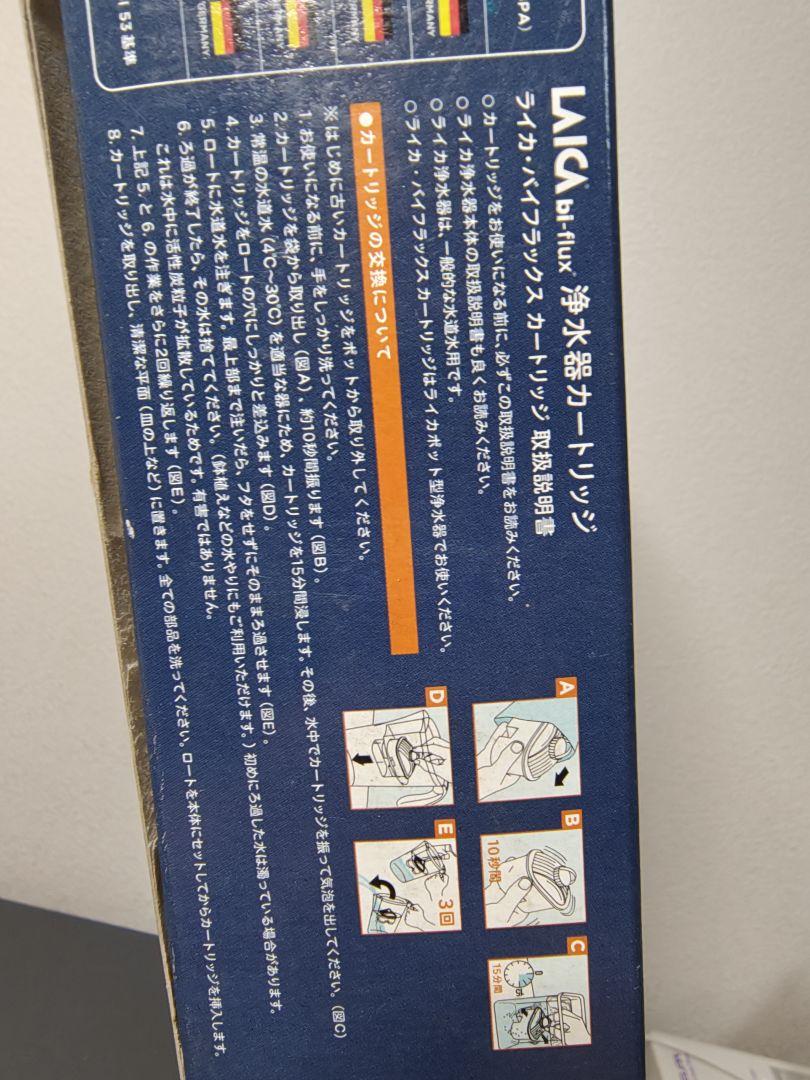 PA)
GERMANY
GERMANY
GERMANY
GERMANY
I 53 基準
LAICA bi-flux® 浄水器カートリッジ
ライカ・バイフラックス カートリッジ 取扱説明書
○カートリッジをお使いになる前に、必ずこの取扱説明書をお読みください。
○ライカ浄水器本体の取扱説明書も良くお読みください。
○ライカ浄水器は、一般的な水道水用です。
○ライカ・バイフラックス カートリッジはライカポット型浄水器でお使いください。
●カートリッジの交換について
※はじめに古いカートリッジをポットから取り外してください。
1. お使いになる前に、手をしっかり洗ってください。
2. カートリッジを袋から取り出し(図A)、約10秒間振ります(図B)。
3. 常温の水道水(4℃〜30℃)を適当な器にため、カートリッジを15分間浸します。その後、水中でカートリッジを振って気泡を出してください。(図C)
4. カートリッジをロートの穴にしっかりと差込みます(図D)。
5. ロートに水道水を注ぎます。最上部まで注いだら、フタをせずにそのままろ過させます(図E)。
6. ろ過が終了したら、その水は捨ててください。(鉢植えなどの水やりにもご利用いただけます。)初めにろ過した水は濁っている場合があります。
これは水中に活性炭粒子が拡散しているためです。有害ではありません。
7. 上記 5. と 6. の作業をさらに2回繰り返します(図E)。
8. カートリッジを取り出し、清潔な平面(皿の上など)に置きます。全ての部品を洗ってください。ロートを本体にセットしてからカートリッジを挿入します。
A
B
10秒間
C
15分間
D
E
3回